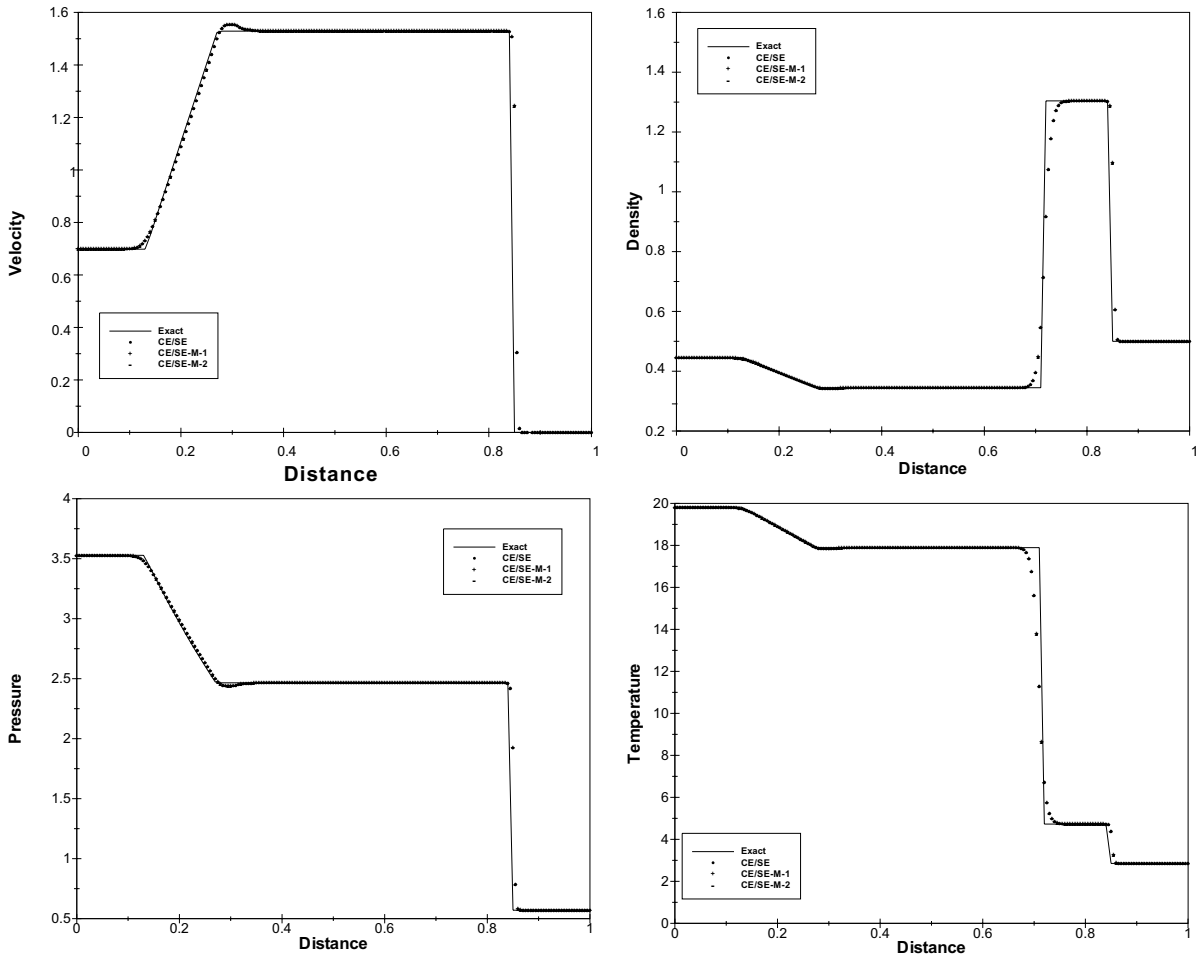 1.6
1.4
1.2
1
0.8
0.6
0.4
0.2
0
0
0.2
0.4
0.6
0.8
1
Velocity
Distance
Exact
CE/SE
CE/SE-M-1
CE/SE-M-2
1.6
1.4
1.2
1
0.8
0.6
0.4
0.2
0
0.2
0.4
0.6
0.8
1
Density
Distance
Exact
CE/SE
CE/SE-M-1
CE/SE-M-2
4
3.5
3
2.5
2
1.5
1
0.5
0
0.2
0.4
0.6
0.8
1
Pressure
Distance
Exact
CE/SE
CE/SE-M-1
CE/SE-M-2
20
18
16
14
12
10
8
6
4
2
0
0
0.2
0.4
0.6
0.8
1
Temperature
Distance
Exact
CE/SE
CE/SE-M-1
CE/SE-M-2